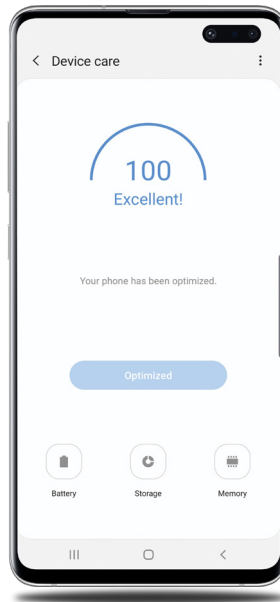 Device care
100
Excellent!
Your phone has been optimized.
Optimized
Battery
Storage
Memory